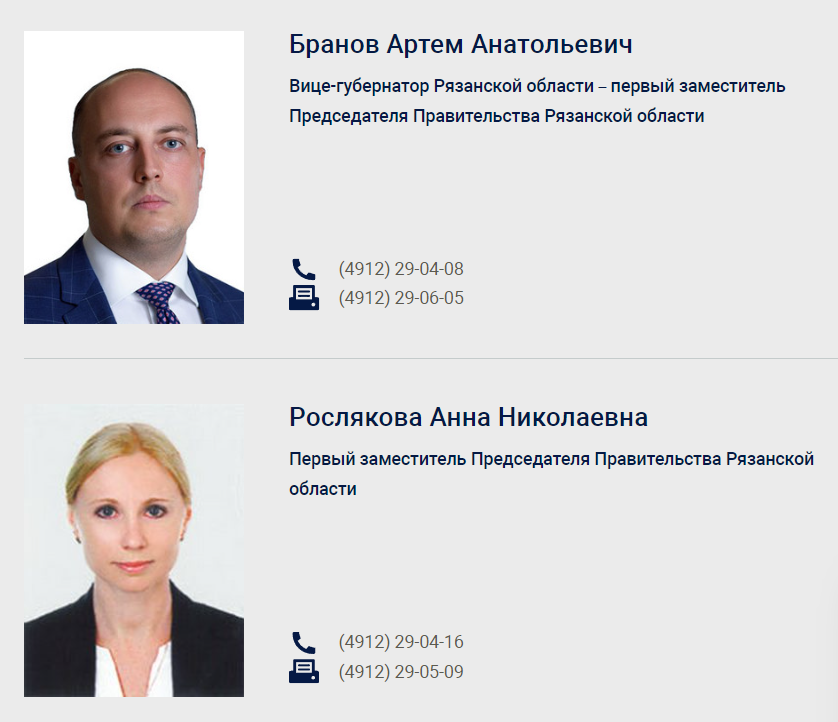 Бранов Артем Анатольевич
Вице-губернатор Рязанской области – первый заместитель
Председателя Правительства Рязанской области
(4912) 29-04-08
(4912) 29-06-05
Рослякова Анна Николаевна
Первый заместитель Председателя Правительства Рязанской
области
(4912) 29-04-16
(4912) 29-05-09